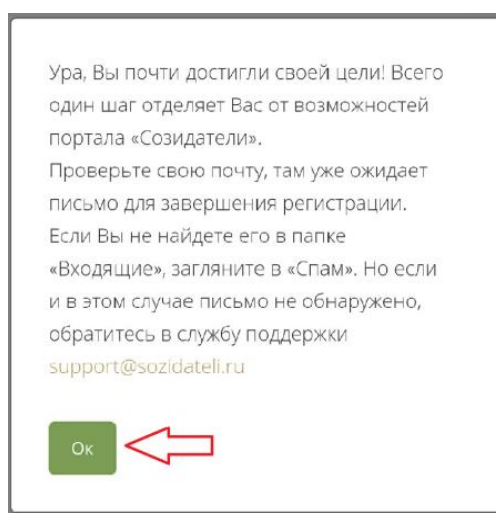 Ура, Вы почти достигли своей цели! Всего
один шаг отделяет Вас от возможностей
портала «Созидатели».
Проверьте свою почту, там уже ожидает
письмо для завершения регистрации.
Если Вы не найдете его в папке
«Входящие», загляните в «Спам». Но если
и в этом случае письмо не обнаружено,
обратитесь в службу поддержки
support@sozidateli.ru
Ок